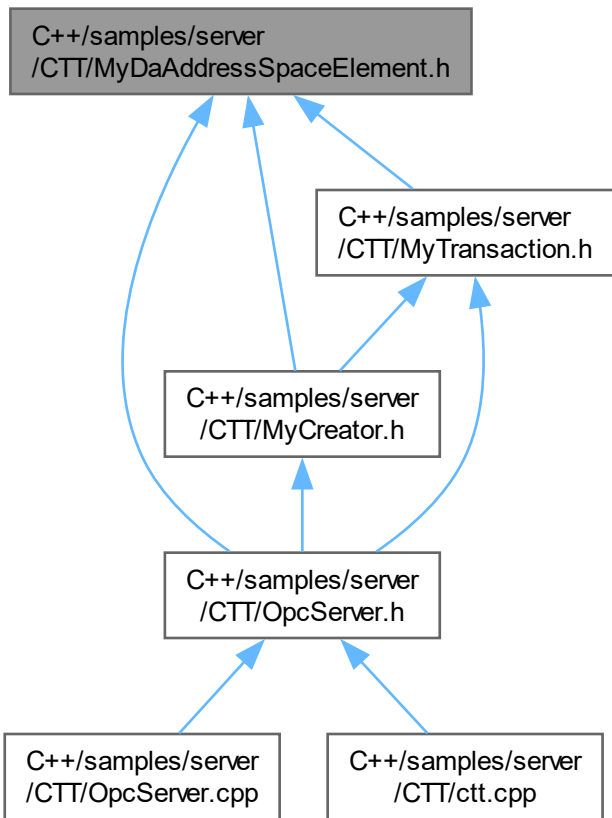 C++/samples/server
/CTT/MyDaAddressSpaceElement.h
C++/samples/server
/CTT/MyTransaction.h
C++/samples/server
/CTT/MyCreator.h
C++/samples/server
/CTT/OpcServer.h
C++/samples/server
/CTT/OpcServer.cpp
C++/samples/server
/CTT/ctt.cpp